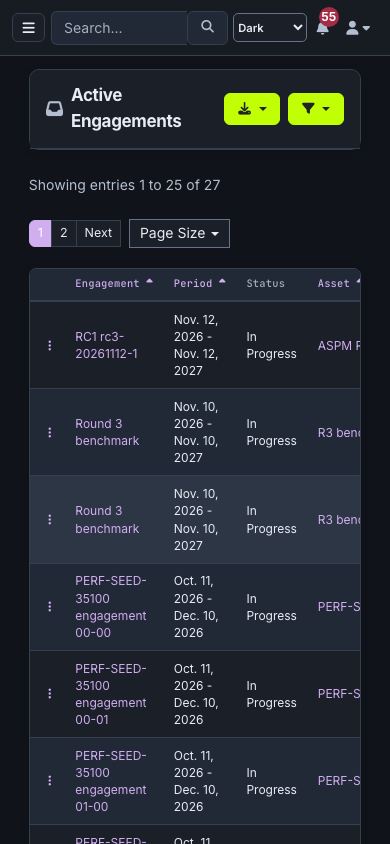 Search...
Dark
55
Active
Engagements
Showing entries 1 to 25 of 27
1
2
Next
Page Size
Engagement
Period
Status
Asset
RC1 rc3-
20261112-1
Nov. 12,
2026 -
Nov. 12,
2027
In
Progress
ASPM
Round 3
benchmark
Nov. 10,
2026 -
Nov. 10,
2027
In
Progress
R3
Round 3
benchmark
Nov. 10,
2026 -
Nov. 10,
2027
In
Progress
R3
PERF-SEED-
35100
engagement
00-00
Oct. 11,
2026 -
Dec. 10,
2026
In
Progress
PERF-S
PERF-SEED-
35100
engagement
00-01
Oct. 11,
2026 -
Dec. 10,
2026
In
Progress
PERF-S
PERF-SEED-
35100
engagement
01-00
Oct. 11,
2026 -
Dec. 10,
2026
In
Progress
PERF-S
PERF-SEED-
Oct. 11,